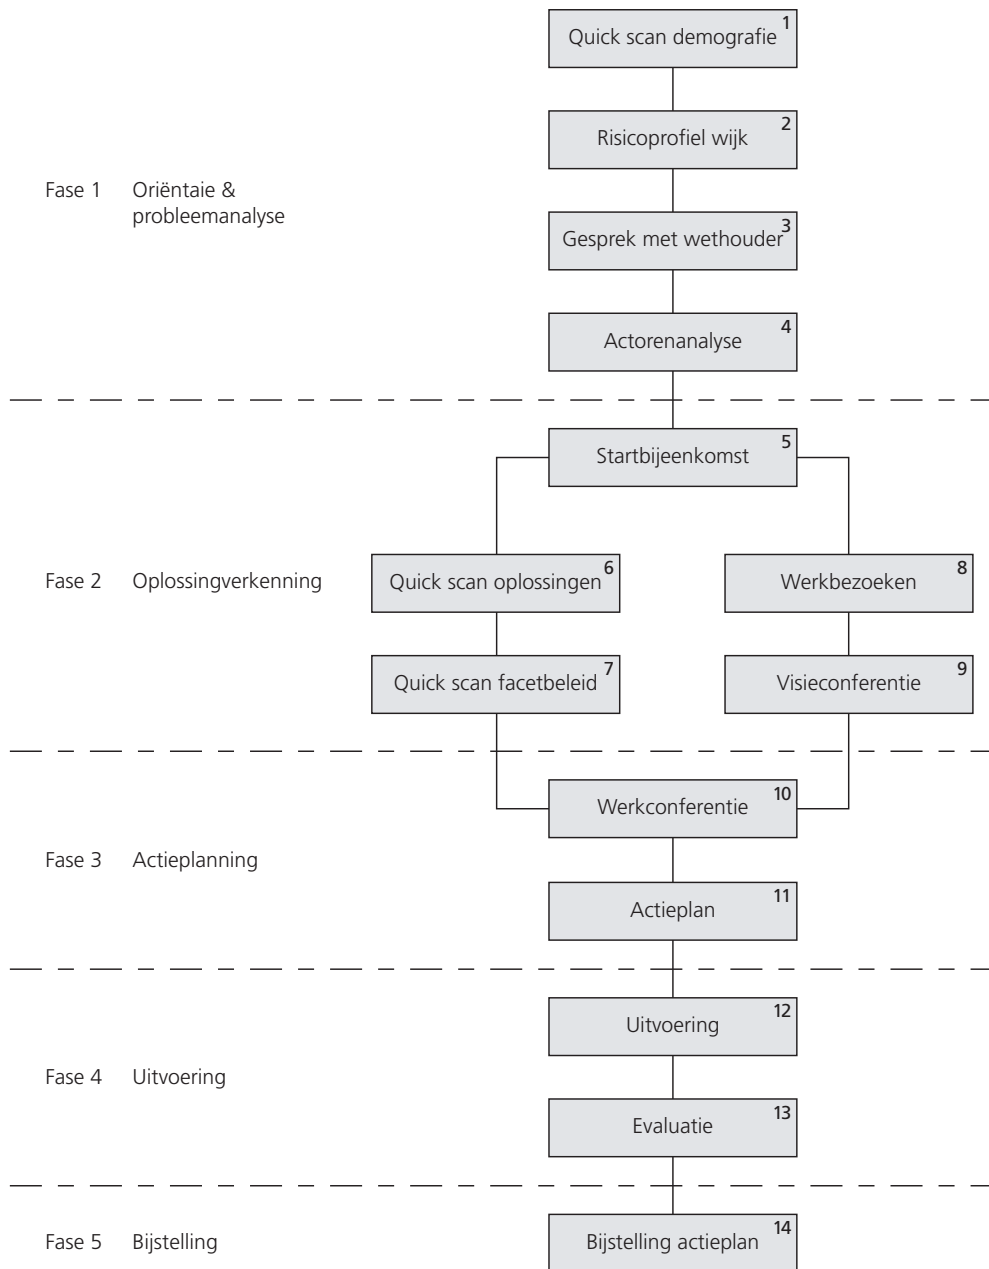 Quick scan demografie 1
Risicoprofiel wijk 2
Fase 1 Oriëntaie &
probleemanalyse
Gesprek met wethouder 3
Actorenanalyse 4
Startbijeenkomst 5
Fase 2 Oplossingverkenning
Quick scan oplossingen 6
Werkbezoeken 8
Quick scan facetbeleid 7
Visieconferentie 9
Werkconferentie 10
Fase 3 Actieplanning
Actieplan 11
Uitvoering 12
Fase 4 Uitvoering
Evaluatie 13
Fase 5 Bijstelling
Bijstelling actieplan 14